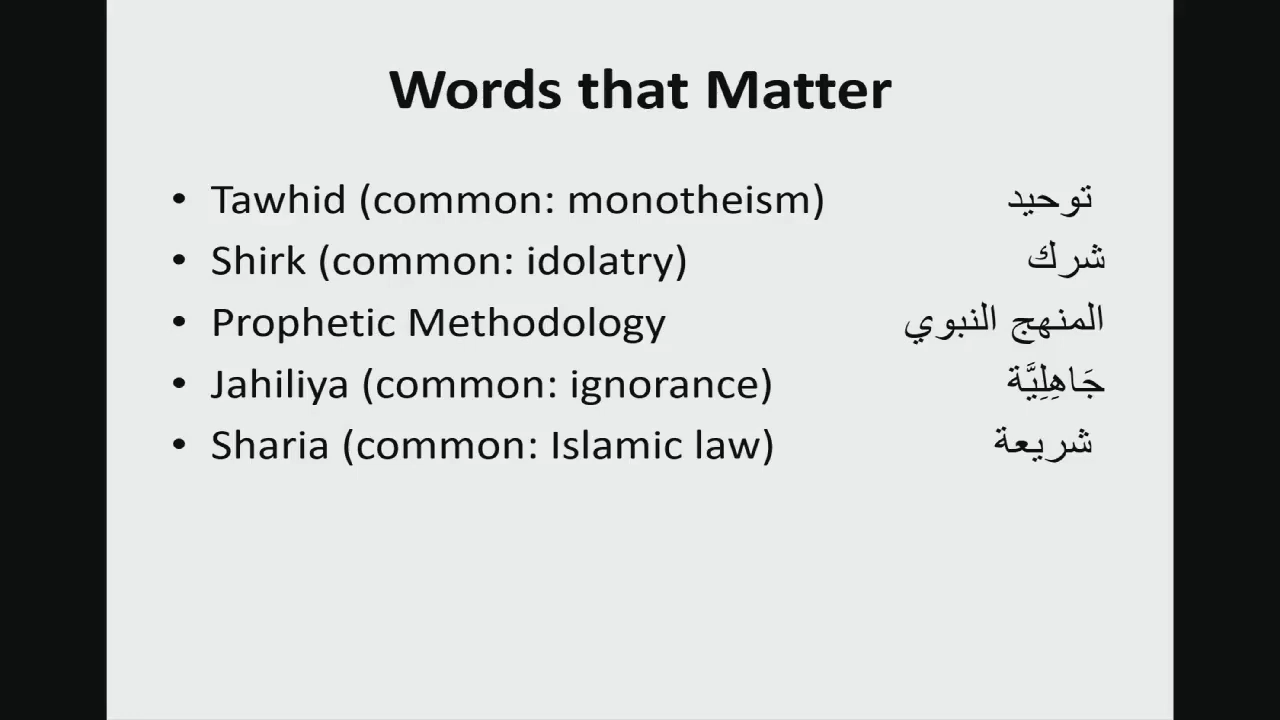 Words that Matter
• Tawhid (common: monotheism) توحيد
• Shirk (common: idolatry) شرك
• Prophetic Methodology المنهج النبوي
• Jahiliya (common: ignorance) جَاهِلِيَّة
• Sharia (common: Islamic law) شريعة